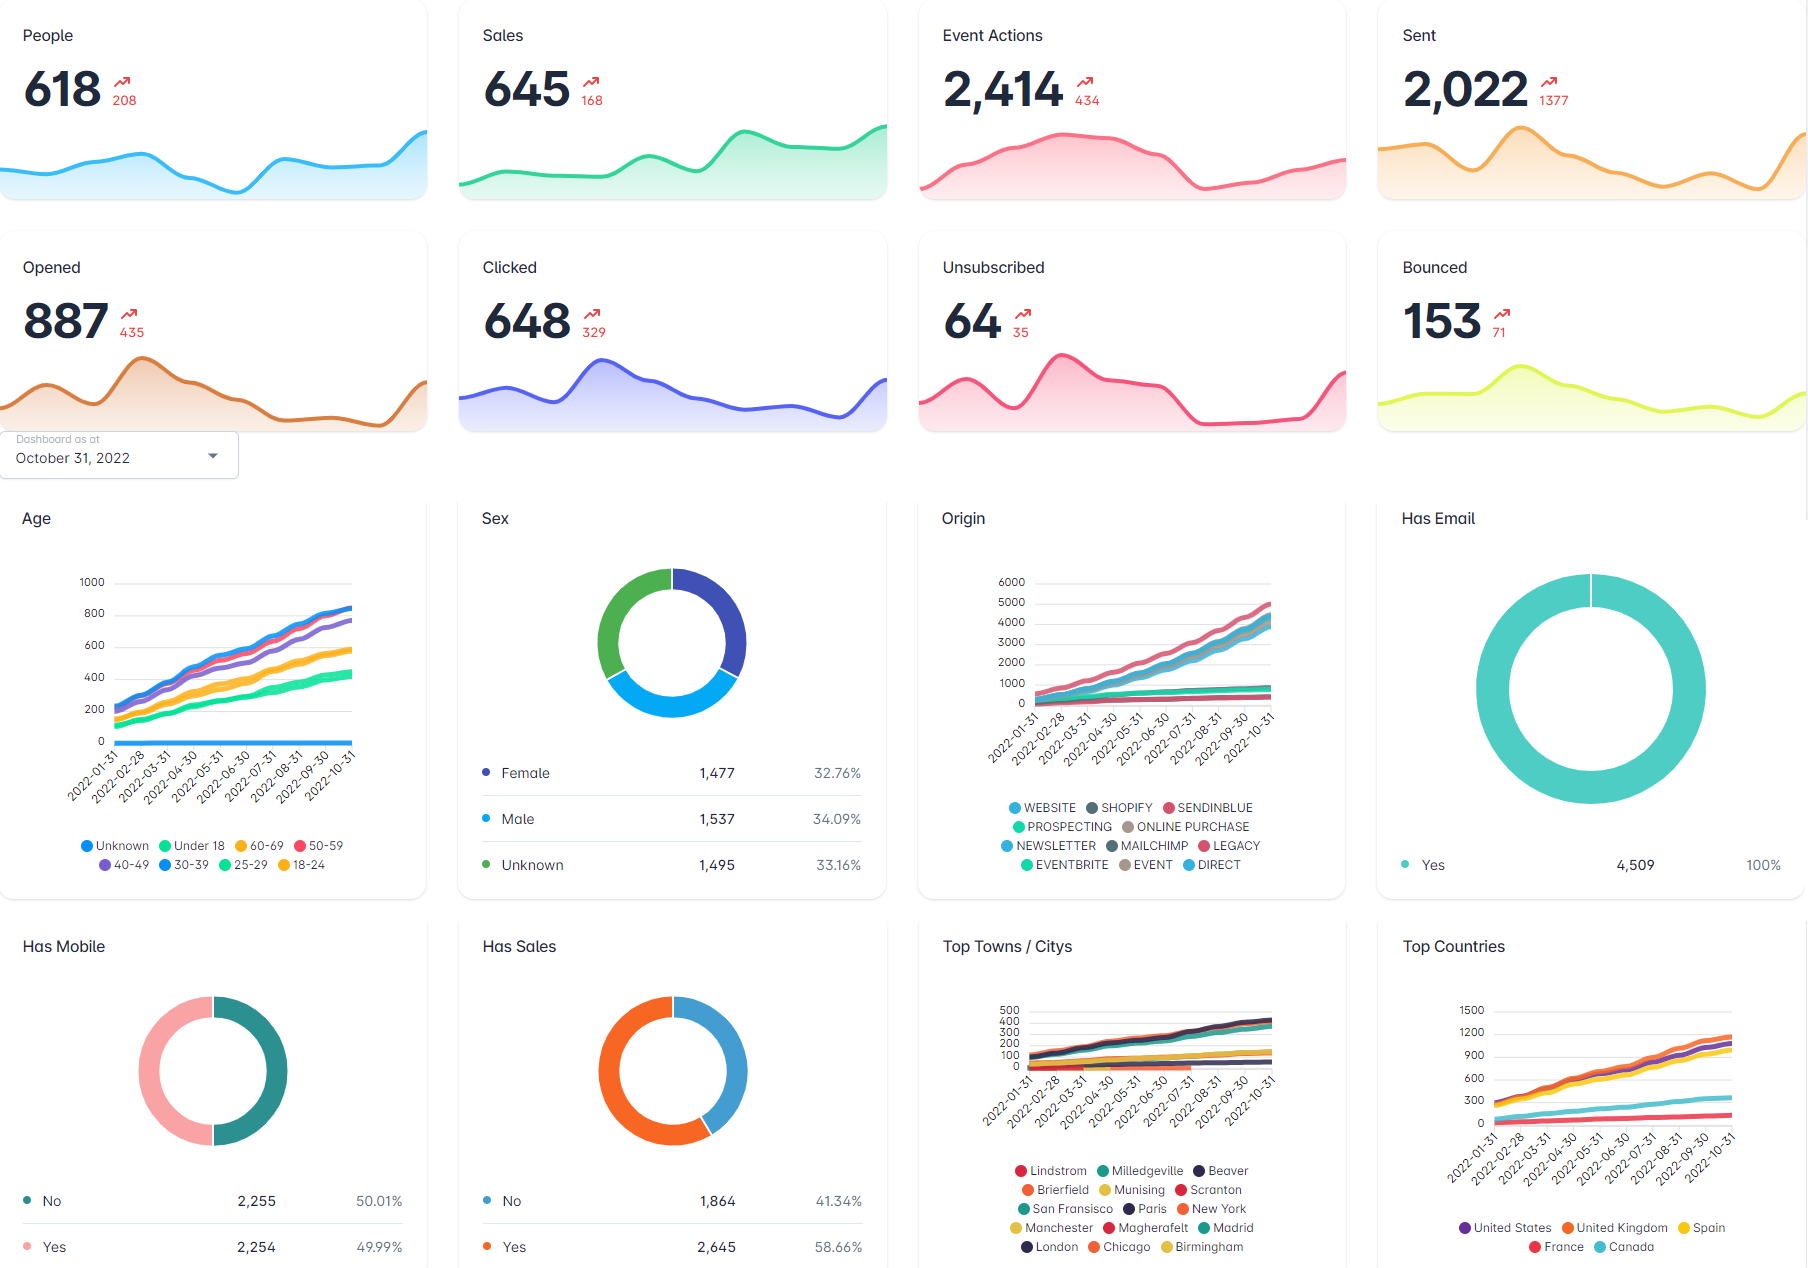 People
618
208
Sales
645
168
Event Actions
2,414
434
Sent
2,022
1377
Opened
887
435
Clicked
648
329
Unsubscribed
64
35
Bounced
153
71
Dashboard as at
October 31, 2022
Age
1000
800
600
400
200
0
2022-01-31
2022-02-28
2022-03-31
2022-04-30
2022-05-31
2022-06-30
2022-07-31
2022-08-31
2022-09-30
2022-10-31
Unknown Under 18 60-69 50-59
40-49 30-39 25-29 18-24
Sex
Female 1,477 32.76%
Male 1,537 34.09%
Unknown 1,495 33.16%
Origin
6000
5000
4000
3000
2000
1000
0
2022-01-31
2022-02-28
2022-03-31
2022-04-30
2022-05-31
2022-06-30
2022-07-31
2022-08-31
2022-09-30
2022-10-31
WEBSITE SHOPIFY SENDINBLUE
PROSPECTING ONLINE PURCHASE
NEWSLETTER MAILCHIMP LEGACY
EVENTBRITE EVENT DIRECT
Has Email
Yes 4,509 100%
Has Mobile
No 2,255 50.01%
Yes 2,254 49.99%
Has Sales
No 1,864 41.34%
Yes 2,645 58.66%
Top Towns / Citys
500
400
300
200
100
0
2022-01-31
2022-02-28
2022-03-31
2022-04-30
2022-05-31
2022-06-30
2022-07-31
2022-08-31
2022-09-30
2022-10-31
Lindstrom Milledgeville Beaver
Brierfield Munising Scranton
San Fransisco Paris New York
Manchester Magherafelt Madrid
London Chicago Birmingham
Top Countries
1500
1200
900
600
300
0
2022-01-31
2022-02-28
2022-03-31
2022-04-30
2022-05-31
2022-06-30
2022-07-31
2022-08-31
2022-09-30
2022-10-31
United States United Kingdom Spain
France Canada